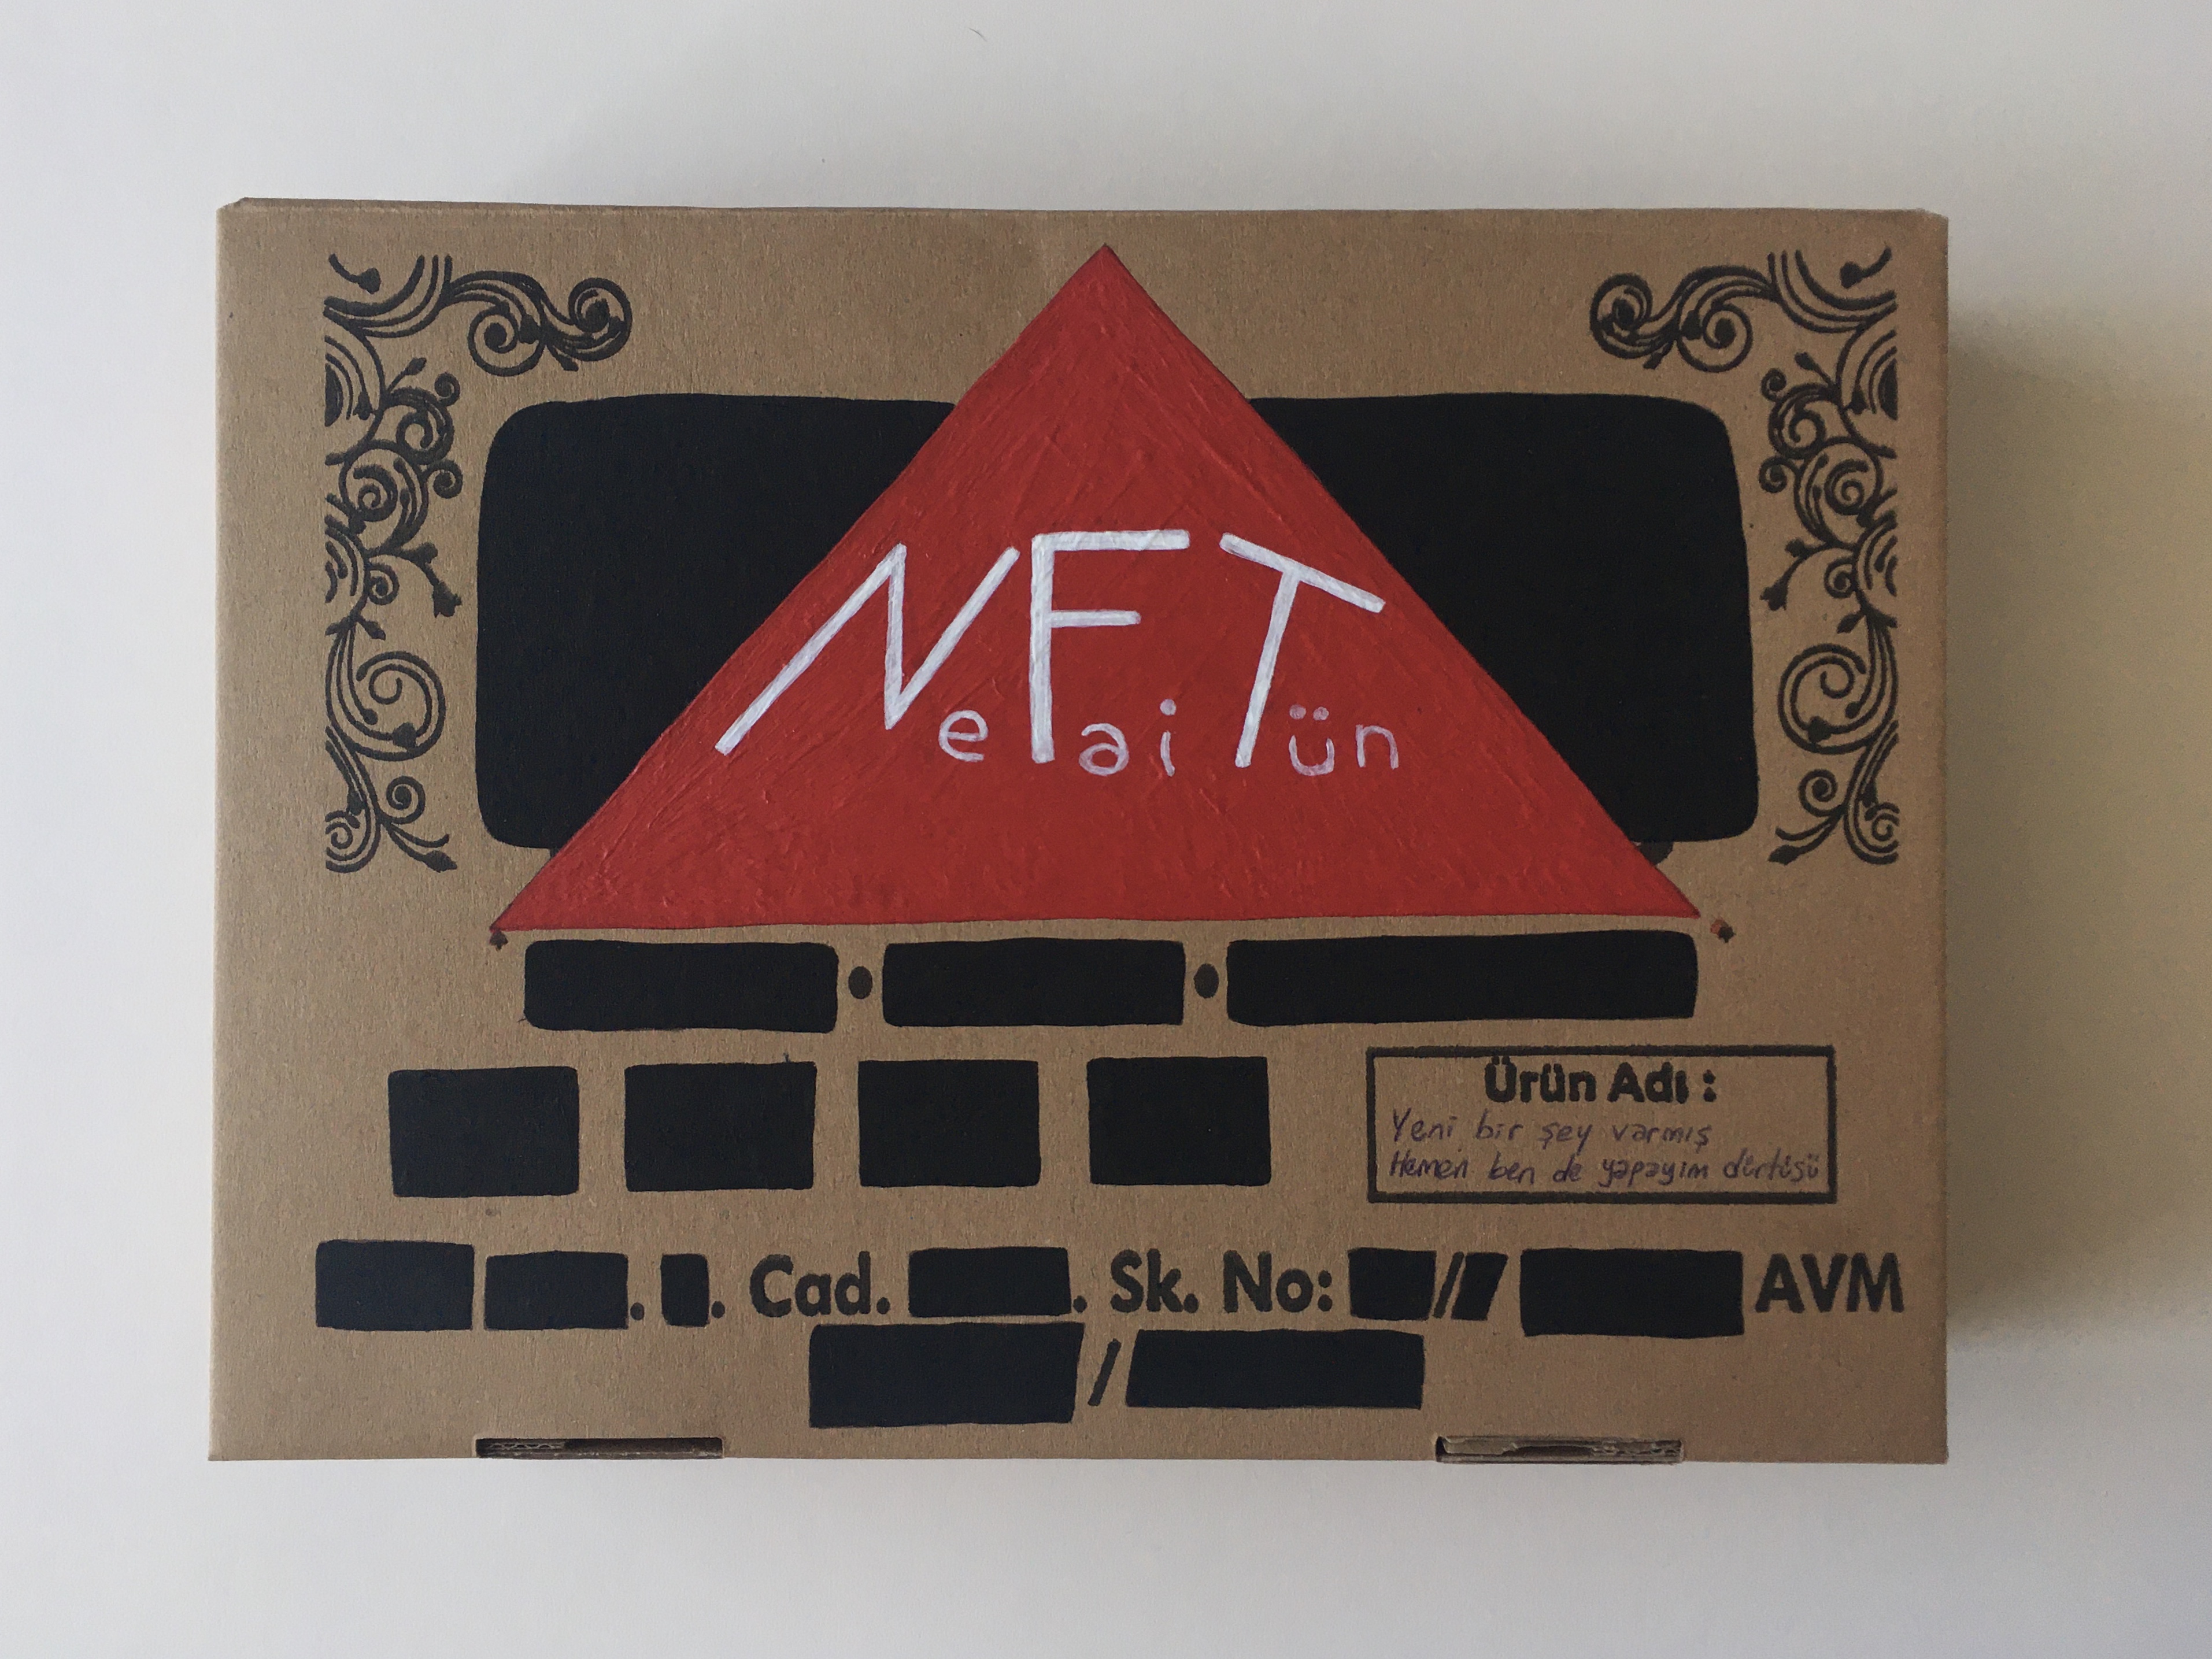 NeFaiTün
Ürün Adı :
Yeni bir şey varmış
Hemen ben de yapayım dürtüsü
. . Cad. . Sk. No: // AVM
/